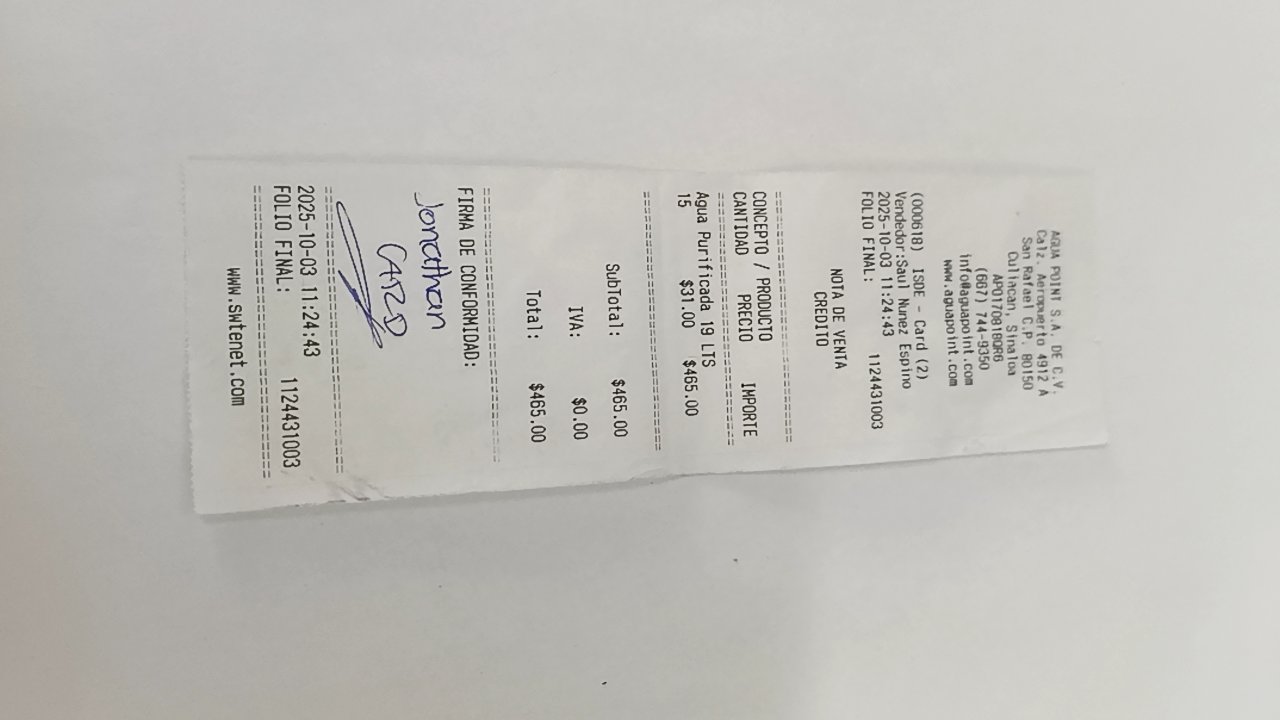 AGUA POINT S.A. DE C.V.
Calz. Aeropuerto 4912 A
San Rafael C.P. 80150
Culiacan, Sinaloa
APO170818QR6
(667) 744-9350
info@aguapoint.com
www.aguapoint.com
NOTA DE VENTA
CREDITO
(000618) ISDE - Card (2)
Vendedor:Saul Nunez Espino
2025-10-03 11:24:43
FOLIO FINAL: 1124431003
CONCEPTO / PRODUCTO
CANTIDAD PRECIO IMPORTE
Agua Purificada 19 LTS
15 $31.00 $465.00
SubTotal: $465.00
IVA: $0.00
Total: $465.00
FIRMA DE CONFORMIDAD:
Jonathan
2025-10-03 11:24:43
FOLIO FINAL: 1124431003
www.swtenet.com